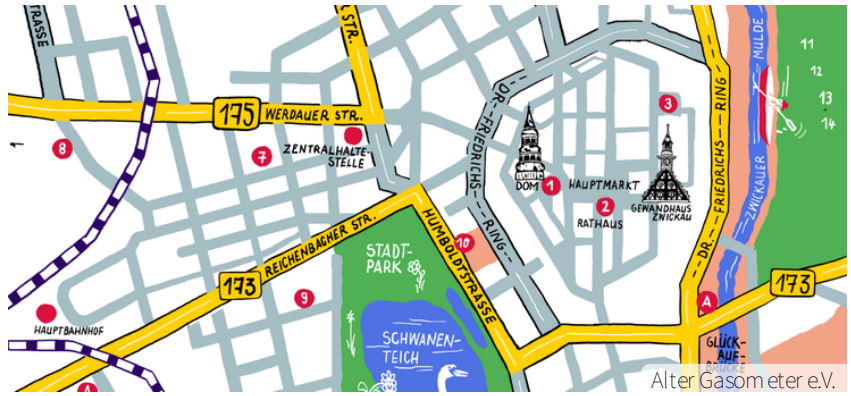 STRASSE
STR.
175
WERDAUER STR.
ZENTRALHALTE-
STELLE
8
7
DR.-FRIEDRICHS---RING---
DOM
1
HAUPTMARKT
2
RATHAUS
3
GEWANDHAUS
ZWICKAU
DR.---FRIEDRICHS---RING
ZWICKAUER MULDE
11
12
13
14
173
REICHENBACHER STR.
HUMBOLDTSTRASSE
10
STADT-
PARK
9
HAUPTBAHNHOF
A
SCHWANEN-
TEICH
A
173
GLÜCK-
AUF-
BRÜCKE
Alter Gasometer e.V.